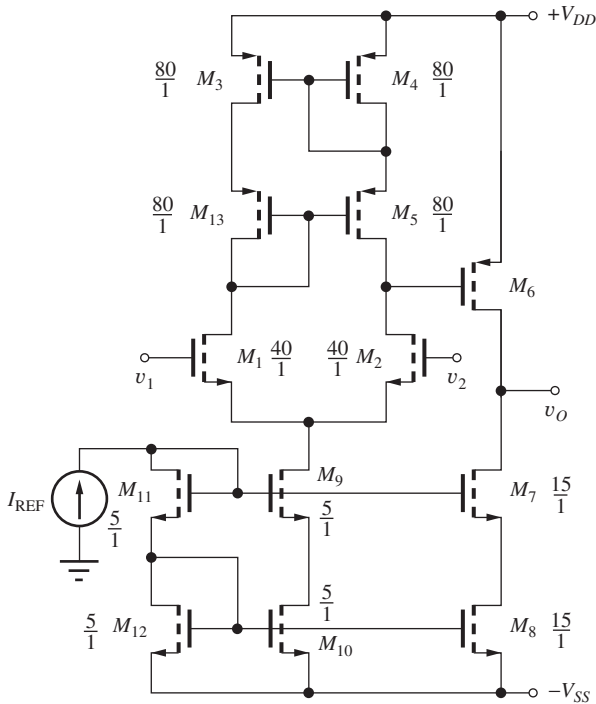 +V_DD
80/1 M_3 M_4 80/1
80/1 M_13 M_5 80/1
M_6
v_1 M_1 40/1 40/1 M_2 v_2
v_O
I_REF M_11 5/1 M_9 5/1 M_7 15/1
5/1 M_12 5/1 M_10 M_8 15/1
−V_SS